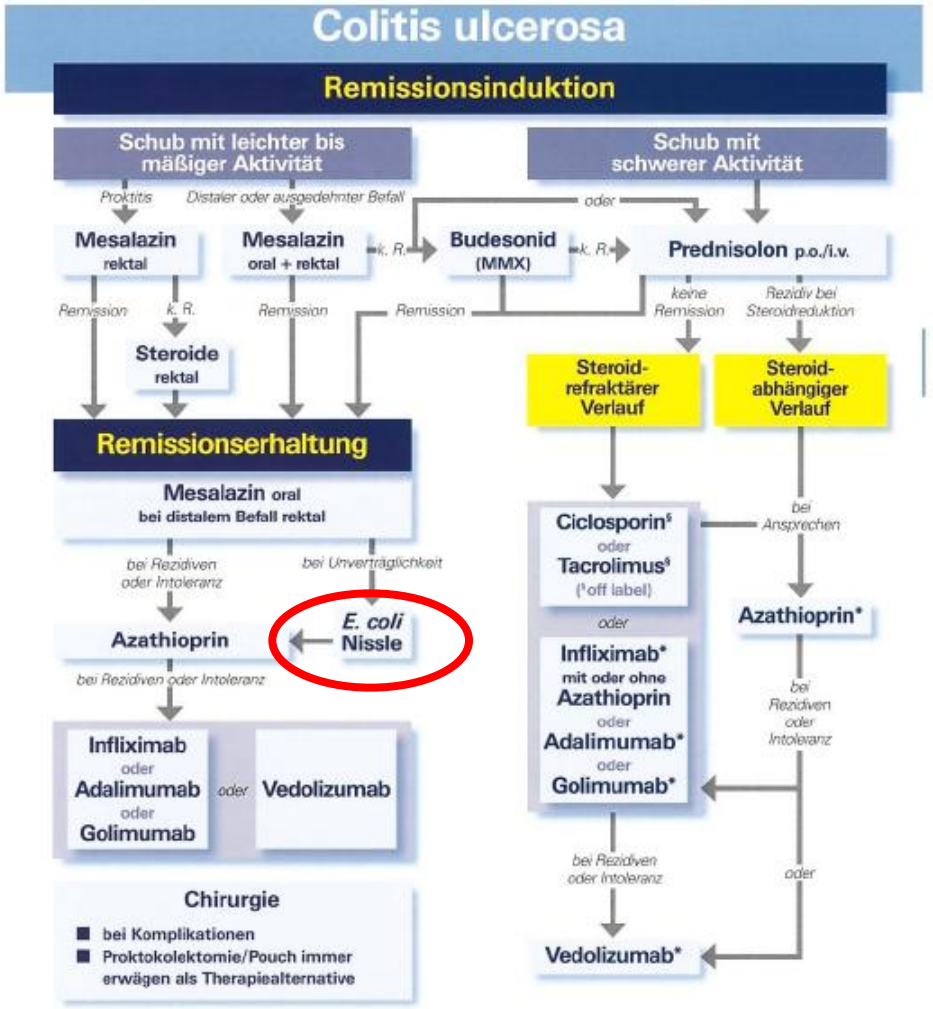 Colitis ulcerosa
Remissionsinduktion
Schub mit leichter bis
mäßiger Aktivität
Schub mit
schwerer Aktivität
Proktitis
Distaler oder ausgedehnter Befall
oder
Mesalazin
rektal
Mesalazin
oral + rektal
k. R.
Budesonid
(MMX)
k. R.
Prednisolon p.o./i.v.
Remission
k. R.
Remission
Remission
keine
Remission
Rezidiv bei
Steroidreduktion
Steroide
rektal
Steroid-
refraktärer
Verlauf
Steroid-
abhängiger
Verlauf
Remissionserhaltung
Mesalazin oral
bei distalem Befall rektal
bei Rezidiven
oder Intoleranz
bei Unverträglichkeit
Azathioprin
E. coli
Nissle
bei Rezidiven oder Intoleranz
Infliximab
oder
Adalimumab
oder
Golimumab
oder
Vedolizumab
Chirurgie
■ bei Komplikationen
■ Proktokolektomie/Pouch immer
erwägen als Therapiealternative
Ciclosporin§
oder
Tacrolimus§
(§off label)
oder
Infliximab*
mit oder ohne
Azathioprin
oder
Adalimumab*
oder
Golimumab*
bei
Ansprechen
Azathioprin*
bei
Rezidiven
oder
Intoleranz
bei Rezidiven
oder Intoleranz
oder
Vedolizumab*